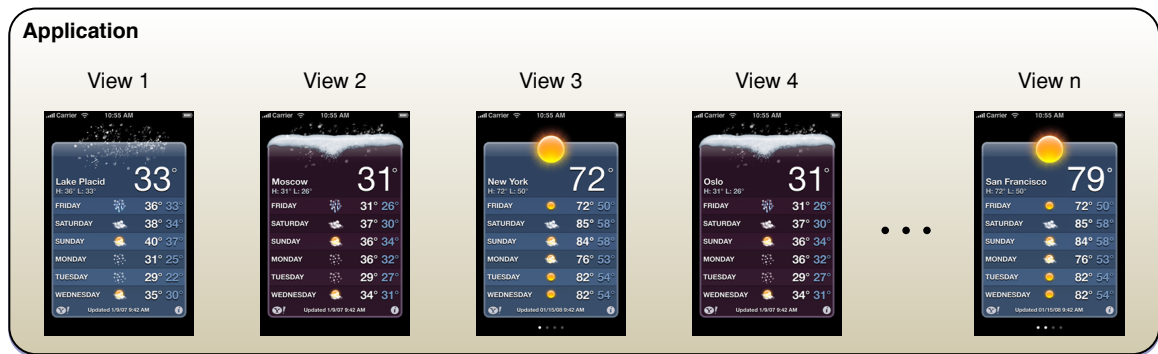 Application
View 1
View 2
View 3
View 4
View n
Carrier 10:55 AM
Lake Placid 33°
H: 36° L: 33°
FRIDAY 36° 33°
SATURDAY 38° 34°
SUNDAY 40° 37°
MONDAY 31° 25°
TUESDAY 29° 22°
WEDNESDAY 35° 30°
Y! Updated 1/9/07 9:42 AM i
Carrier 10:55 AM
Moscow 31°
H: 31° L: 26°
FRIDAY 31° 26°
SATURDAY 37° 30°
SUNDAY 36° 34°
MONDAY 36° 32°
TUESDAY 29° 27°
WEDNESDAY 34° 31°
Y! Updated 1/9/07 9:42 AM i
Carrier 10:55 AM
New York 72°
H: 72° L: 50°
FRIDAY 72° 50°
SATURDAY 85° 58°
SUNDAY 84° 58°
MONDAY 76° 53°
TUESDAY 82° 54°
WEDNESDAY 82° 54°
Y! Updated 01/15/08 9:42 AM i
Carrier 10:55 AM
Oslo 31°
H: 31° L: 26°
FRIDAY 31° 26°
SATURDAY 37° 30°
SUNDAY 36° 34°
MONDAY 36° 32°
TUESDAY 29° 27°
WEDNESDAY 34° 31°
Y! Updated 1/9/07 9:42 AM i
• • •
Carrier 10:55 AM
San Francisco 79°
H: 72° L: 50°
FRIDAY 72° 50°
SATURDAY 85° 58°
SUNDAY 84° 58°
MONDAY 76° 53°
TUESDAY 82° 54°
WEDNESDAY 82° 54°
Y! Updated 01/15/08 9:42 AM i